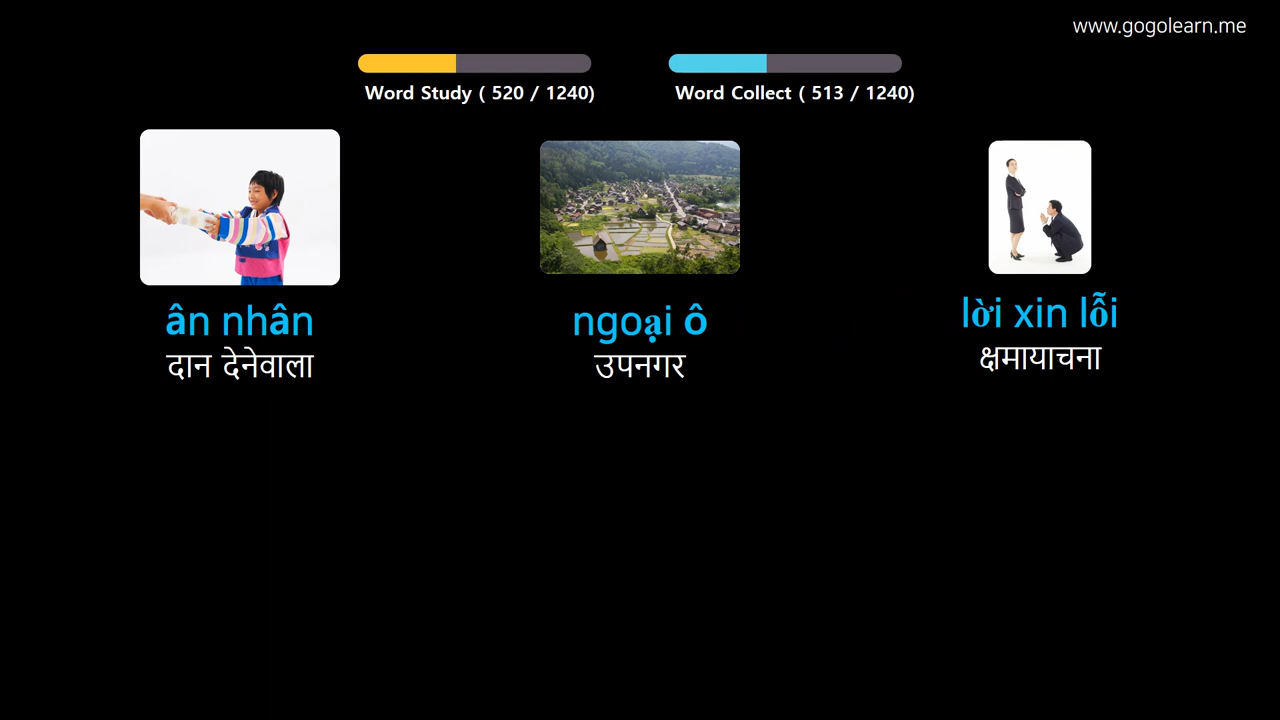 www.gogolearn.me
Word Study ( 520 / 1240)
Word Collect ( 513 / 1240)
ân nhân
दान देनेवाला
ngoại ô
उपनगर
lời xin lỗi
क्षमायाचना